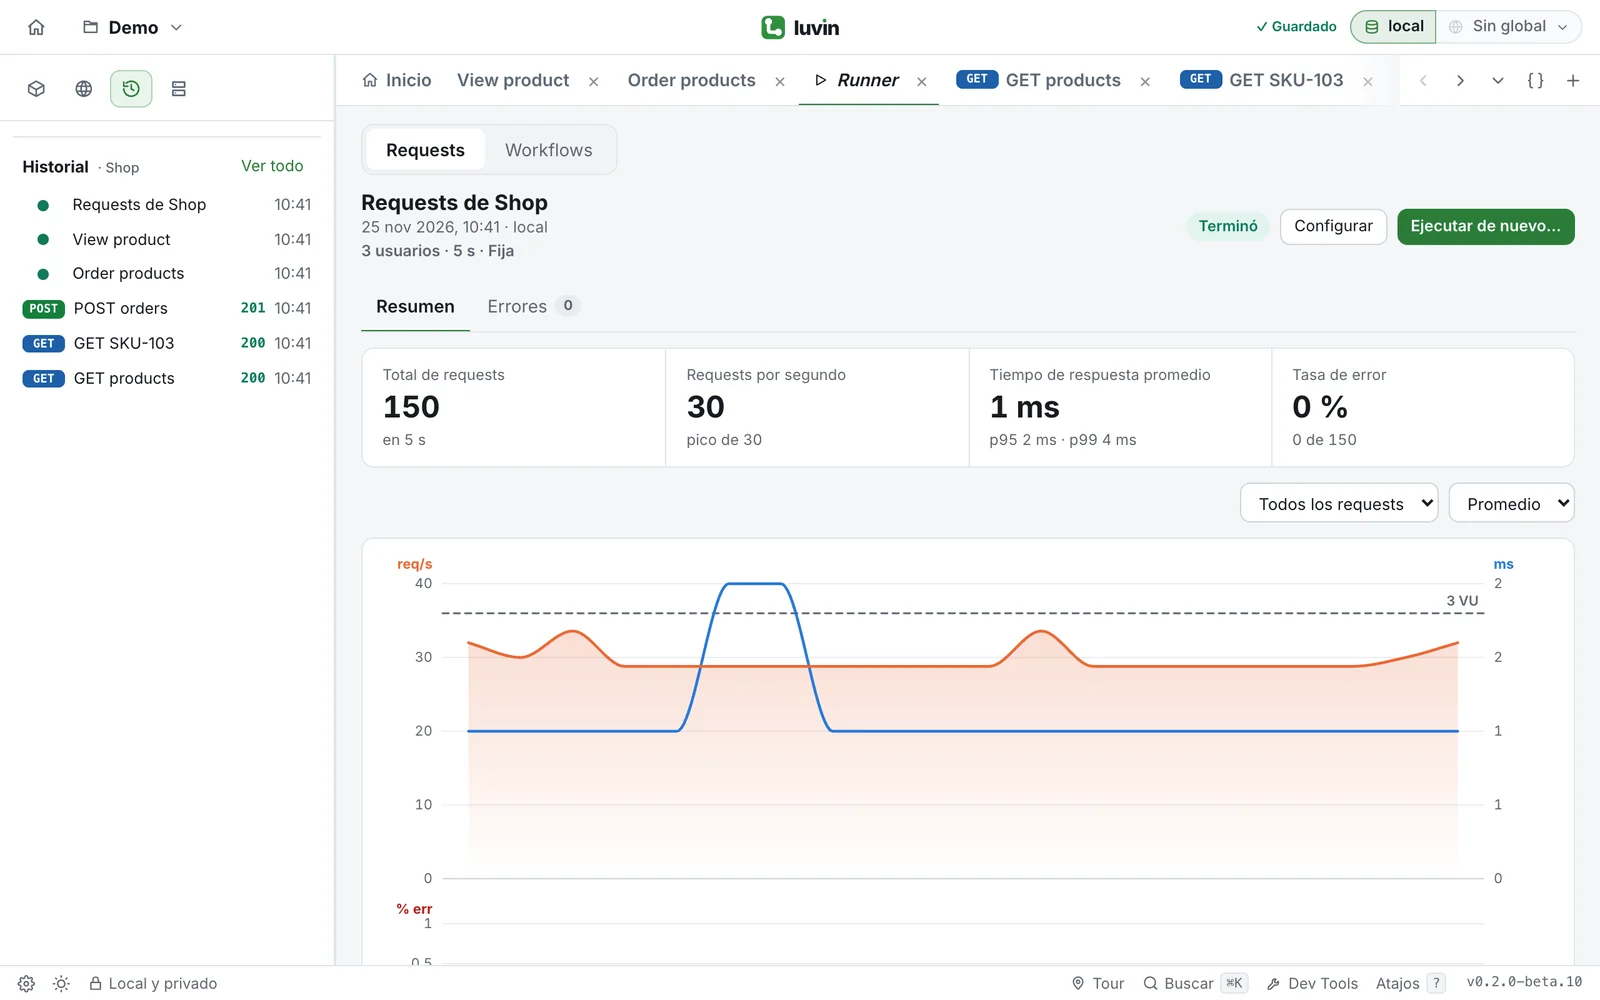 Demo
luvin
Guardado
local
Sin global
Inicio
View product
Order products
Runner
GET GET products
GET GET SKU-103
{}
Historial · Shop
Ver todo
Requests de Shop 10:41
View product 10:41
Order products 10:41
POST POST orders 201 10:41
GET GET SKU-103 200 10:41
GET GET products 200 10:41
Requests
Workflows
Requests de Shop
25 nov 2026, 10:41 · local
3 usuarios · 5 s · Fija
Terminó
Configurar
Ejecutar de nuevo...
Resumen
Errores 0
Total de requests
150
en 5 s
Requests por segundo
30
pico de 30
Tiempo de respuesta promedio
1 ms
p95 2 ms · p99 4 ms
Tasa de error
0 %
0 de 150
Todos los requests
Promedio
req/s
ms
40
2
3 VU
30
2
20
1
10
1
0
0
% err
1
0.5
Local y privado
Tour
Buscar ⌘K
Dev Tools
Atajos ?
v0.2.0-beta.10